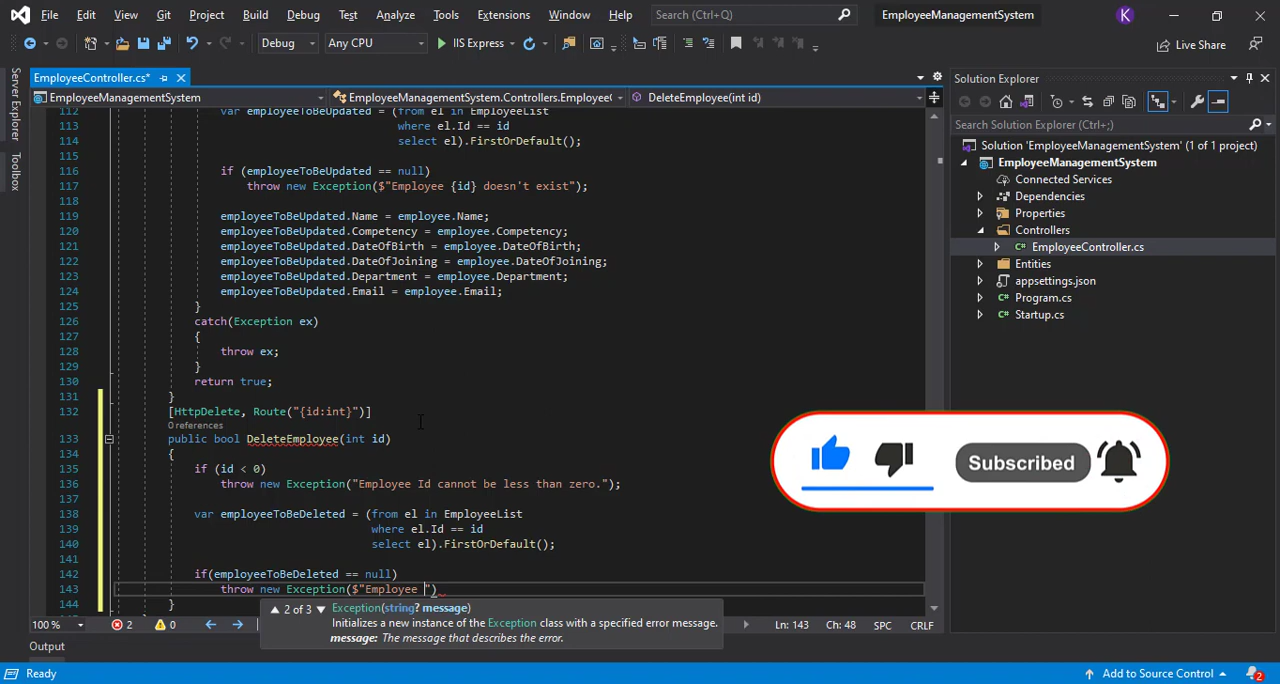 File Edit View Git Project Build Debug Test Analyze Tools Extensions Window Help Search (Ctrl+Q) EmployeeManagementSystem K
Debug Any CPU IIS Express Live Share
Server Explorer
Toolbox
EmployeeController.cs*
EmployeeManagementSystem EmployeeManagementSystem.Controllers.EmployeeC DeleteEmployee(int id)
112 var employeeToBeUpdated = (from el in EmployeeList
113 where el.Id == id
114 select el).FirstOrDefault();
115
116 if (employeeToBeUpdated == null)
117 throw new Exception($"Employee {id} doesn't exist");
118
119 employeeToBeUpdated.Name = employee.Name;
120 employeeToBeUpdated.Competency = employee.Competency;
121 employeeToBeUpdated.DateOfBirth = employee.DateOfBirth;
122 employeeToBeUpdated.DateOfJoining = employee.DateOfJoining;
123 employeeToBeUpdated.Department = employee.Department;
124 employeeToBeUpdated.Email = employee.Email;
125 }
126 catch(Exception ex)
127 {
128 throw ex;
129 }
130 return true;
131 }
132 [HttpDelete, Route("{id:int}")]
0 references
133 public bool DeleteEmployee(int id)
134 {
135 if (id < 0)
136 throw new Exception("Employee Id cannot be less than zero.");
137
138 var employeeToBeDeleted = (from el in EmployeeList
139 where el.Id == id
140 select el).FirstOrDefault();
141
142 if(employeeToBeDeleted == null)
143 throw new Exception($"Employee ")
144 }
2 of 3 Exception(string? message)
Initializes a new instance of the Exception class with a specified error message.
message: The message that describes the error.
100 % 2 0 Ln: 143 Ch: 48 SPC CRLF
Output
Ready Add to Source Control 2
Solution Explorer
Search Solution Explorer (Ctrl+;)
Solution 'EmployeeManagementSystem' (1 of 1 project)
EmployeeManagementSystem
Connected Services
Dependencies
Properties
Controllers
C# EmployeeController.cs
Entities
appsettings.json
C# Program.cs
C# Startup.cs
Subscribed